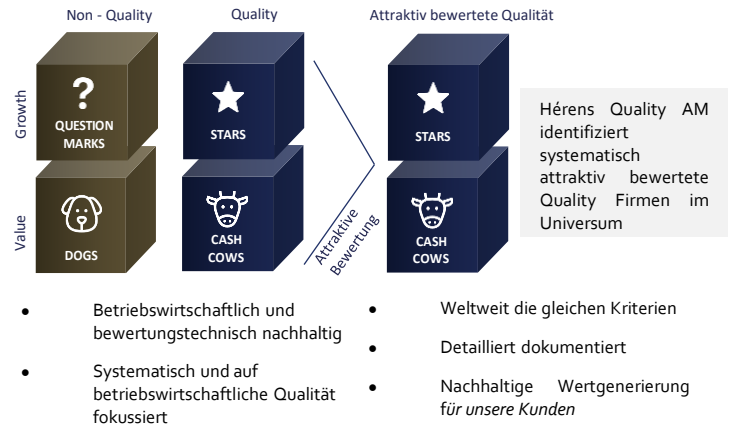 Non - Quality
Quality
Attraktiv bewertete Qualität
Growth
?
QUESTION
MARKS
STARS
STARS
Value
DOGS
CASH
COWS
Attraktive
Bewertung
CASH
COWS
Hérens Quality AM
identifiziert
systematisch
attraktiv bewertete
Quality Firmen im
Universum
• Betriebswirtschaftlich und
bewertungstechnisch nachhaltig
• Systematisch und auf
betriebswirtschaftliche Qualität
fokussiert
• Weltweit die gleichen Kriterien
• Detailliert dokumentiert
• Nachhaltige Wertgenerierung
für unsere Kunden